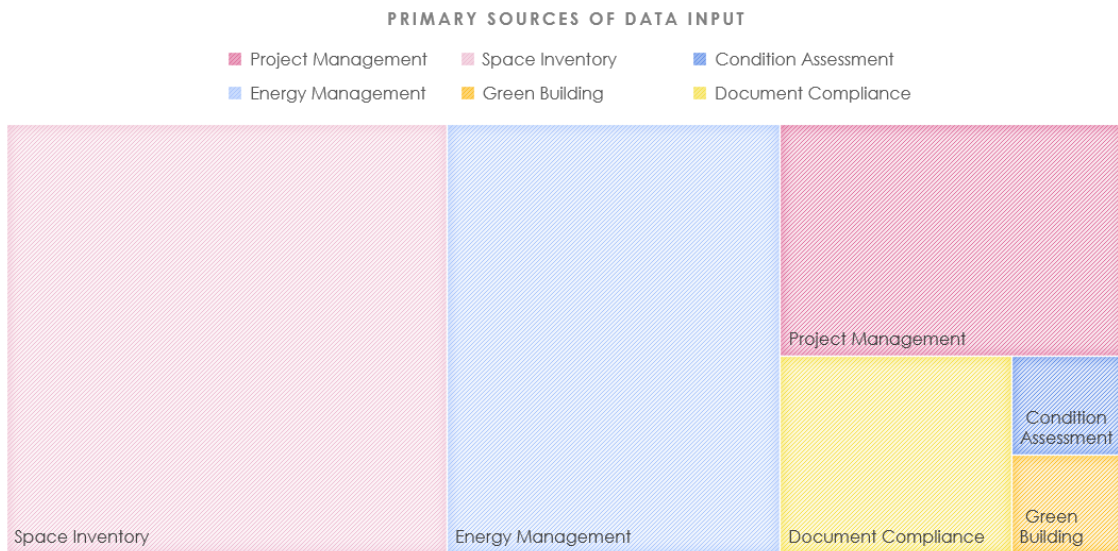 PRIMARY SOURCES OF DATA INPUT
Project Management
Space Inventory
Condition Assessment
Energy Management
Green Building
Document Compliance
Space Inventory
Energy Management
Project Management
Document Compliance
Condition
Assessment
Green
Building